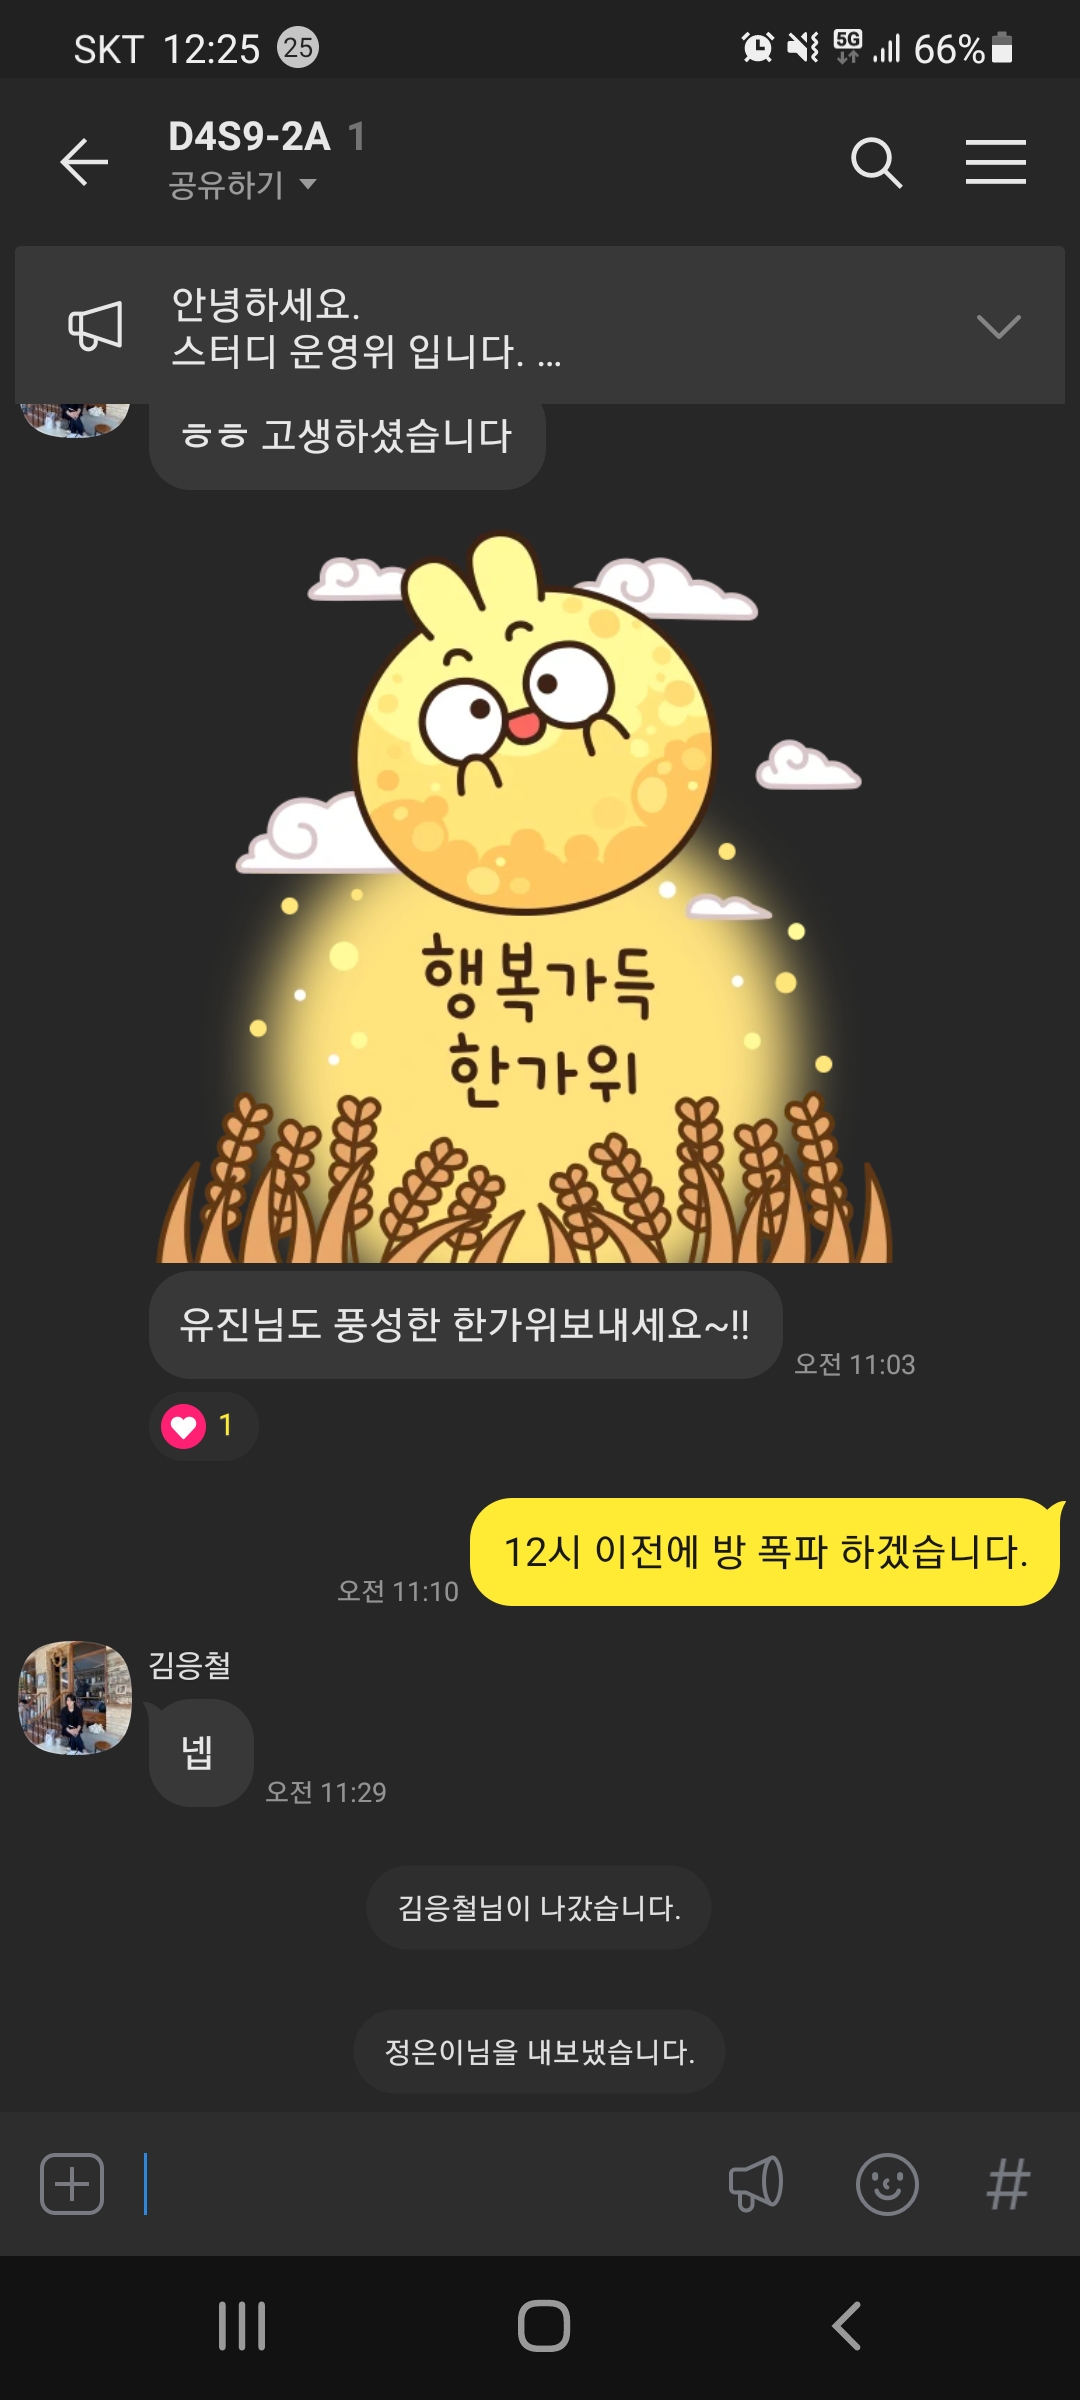 SKT 12:25 25 5G 66%
D4S9-2A 1
공유하기
안녕하세요.
스터디 운영위 입니다. ...
ㅎㅎ 고생하셨습니다
행복가득
한가위
유진님도 풍성한 한가위보내세요~!!
오전 11:03
1
12시 이전에 방 폭파 하겠습니다.
오전 11:10
김응철
넵
오전 11:29
김응철님이 나갔습니다.
정은이님을 내보냈습니다.
#